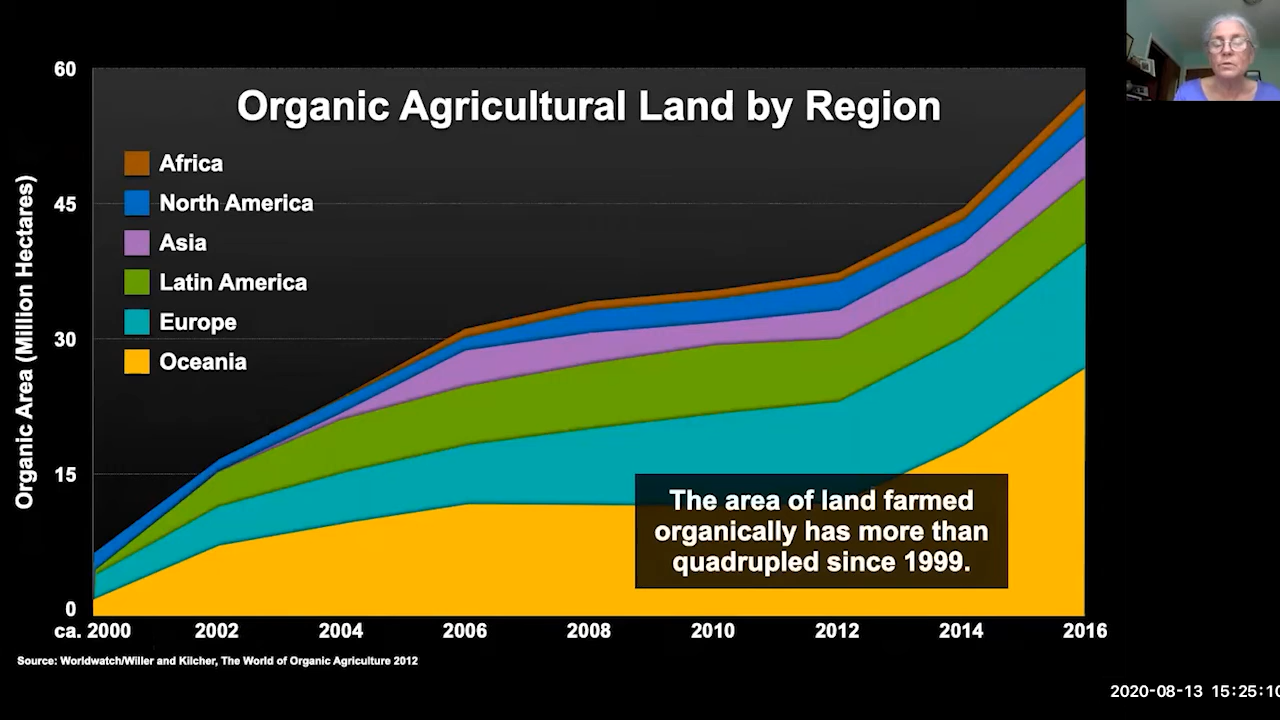 Organic Agricultural Land by Region
Organic Area (Million Hectares)
60
45
30
15
0
Africa
North America
Asia
Latin America
Europe
Oceania
The area of land farmed
organically has more than
quadrupled since 1999.
ca. 2000 2002 2004 2006 2008 2010 2012 2014 2016
Source: Worldwatch/Willer and Kilcher, The World of Organic Agriculture 2012
2020-08-13 15:25:10